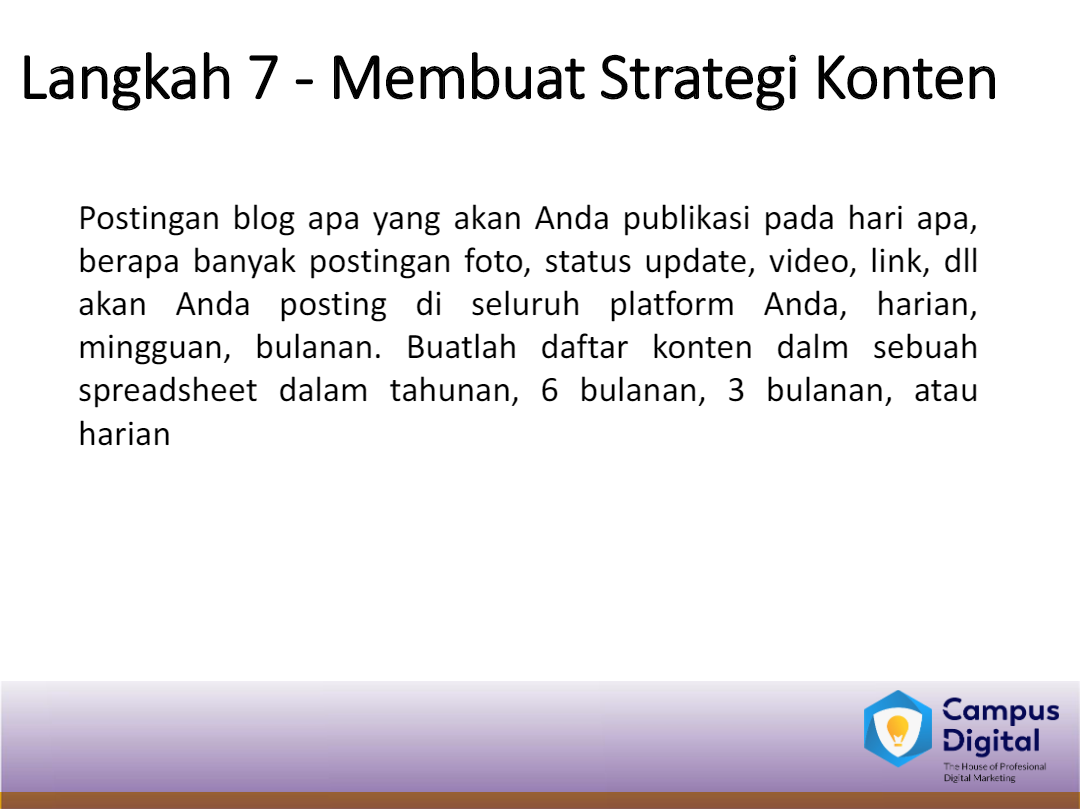 Langkah 7 - Membuat Strategi Konten
Postingan blog apa yang akan Anda publikasi pada hari apa,
berapa banyak postingan foto, status update, video, link, dll
akan Anda posting di seluruh platform Anda, harian,
mingguan, bulanan. Buatlah daftar konten dalm sebuah
spreadsheet dalam tahunan, 6 bulanan, 3 bulanan, atau
harian
Campus
Digital
The House of Profesional
Digital Marketing